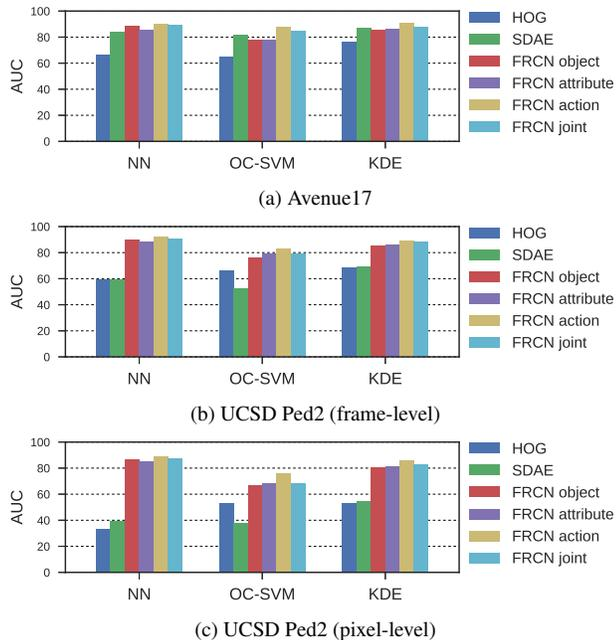 100
80
60
40
20
0
AUC
NN
OC-SVM
KDE
HOG
SDAE
FRCN object
FRCN attribute
FRCN action
FRCN joint
(a) Avenue17
100
80
60
40
20
0
AUC
NN
OC-SVM
KDE
HOG
SDAE
FRCN object
FRCN attribute
FRCN action
FRCN joint
(b) UCSD Ped2 (frame-level)
100
80
60
40
20
0
AUC
NN
OC-SVM
KDE
HOG
SDAE
FRCN object
FRCN attribute
FRCN action
FRCN joint
(c) UCSD Ped2 (pixel-level)